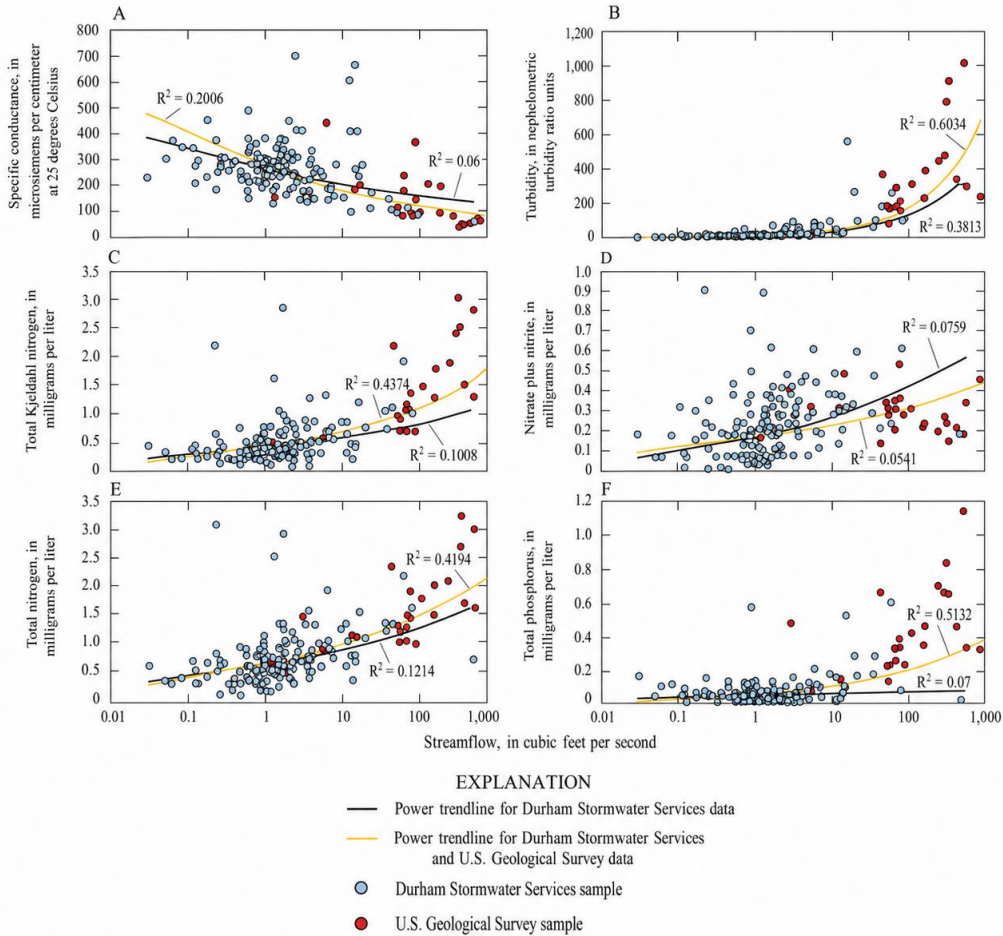 A
Specific conductance, in
microsiemens per centimeter
at 25 degrees Celsius
800
700
600
500
400
300
200
100
0
R² = 0.2006
R² = 0.06
B
Turbidity, in nephelometric
turbidity ratio units
1,200
1,000
800
600
400
200
0
R² = 0.6034
R² = 0.3813
C
Total Kjeldahl nitrogen, in
milligrams per liter
3.5
3.0
2.5
2.0
1.5
1.0
0.5
0
R² = 0.4374
R² = 0.1008
D
Nitrate plus nitrite, in
milligrams per liter
1.0
0.9
0.8
0.7
0.6
0.5
0.4
0.3
0.2
0.1
0
R² = 0.0759
R² = 0.0541
E
Total nitrogen, in
milligrams per liter
3.5
3.0
2.5
2.0
1.5
1.0
0.5
0
R² = 0.4194
R² = 0.1214
0.01 0.1 1 10 100 1,000
F
Total phosphorus, in
milligrams per liter
1.2
1.0
0.8
0.6
0.4
0.2
0
R² = 0.5132
R² = 0.07
0.01 0.1 1 10 100 1,000
Streamflow, in cubic feet per second
EXPLANATION
Power trendline for Durham Stormwater Services data
Power trendline for Durham Stormwater Services
and U.S. Geological Survey data
Durham Stormwater Services sample
U.S. Geological Survey sample